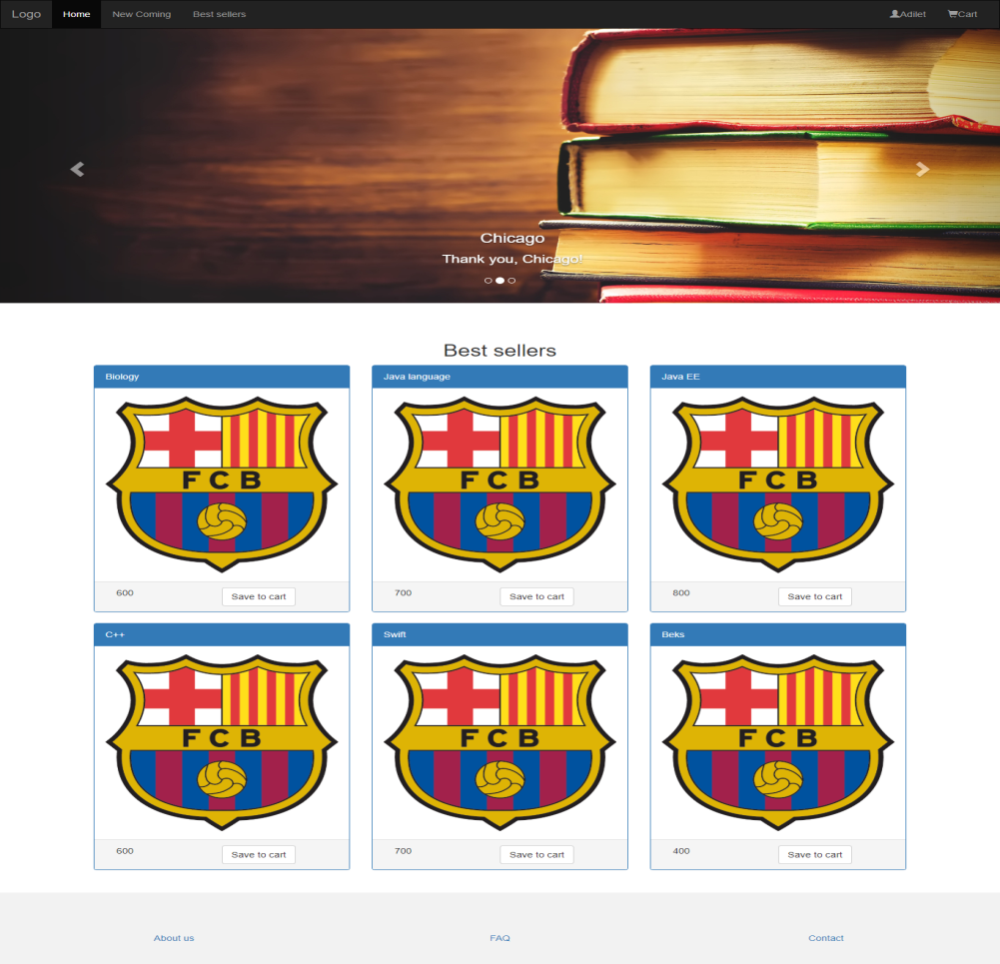 Logo Home New Coming Best sellers Adilet Cart
Chicago
Thank you, Chicago!
Best sellers
Biology Java language Java EE
FCB FCB FCB
600 Save to cart 700 Save to cart 800 Save to cart
C++ Swift Beks
FCB FCB FCB
600 Save to cart 700 Save to cart 400 Save to cart
About us FAQ Contact